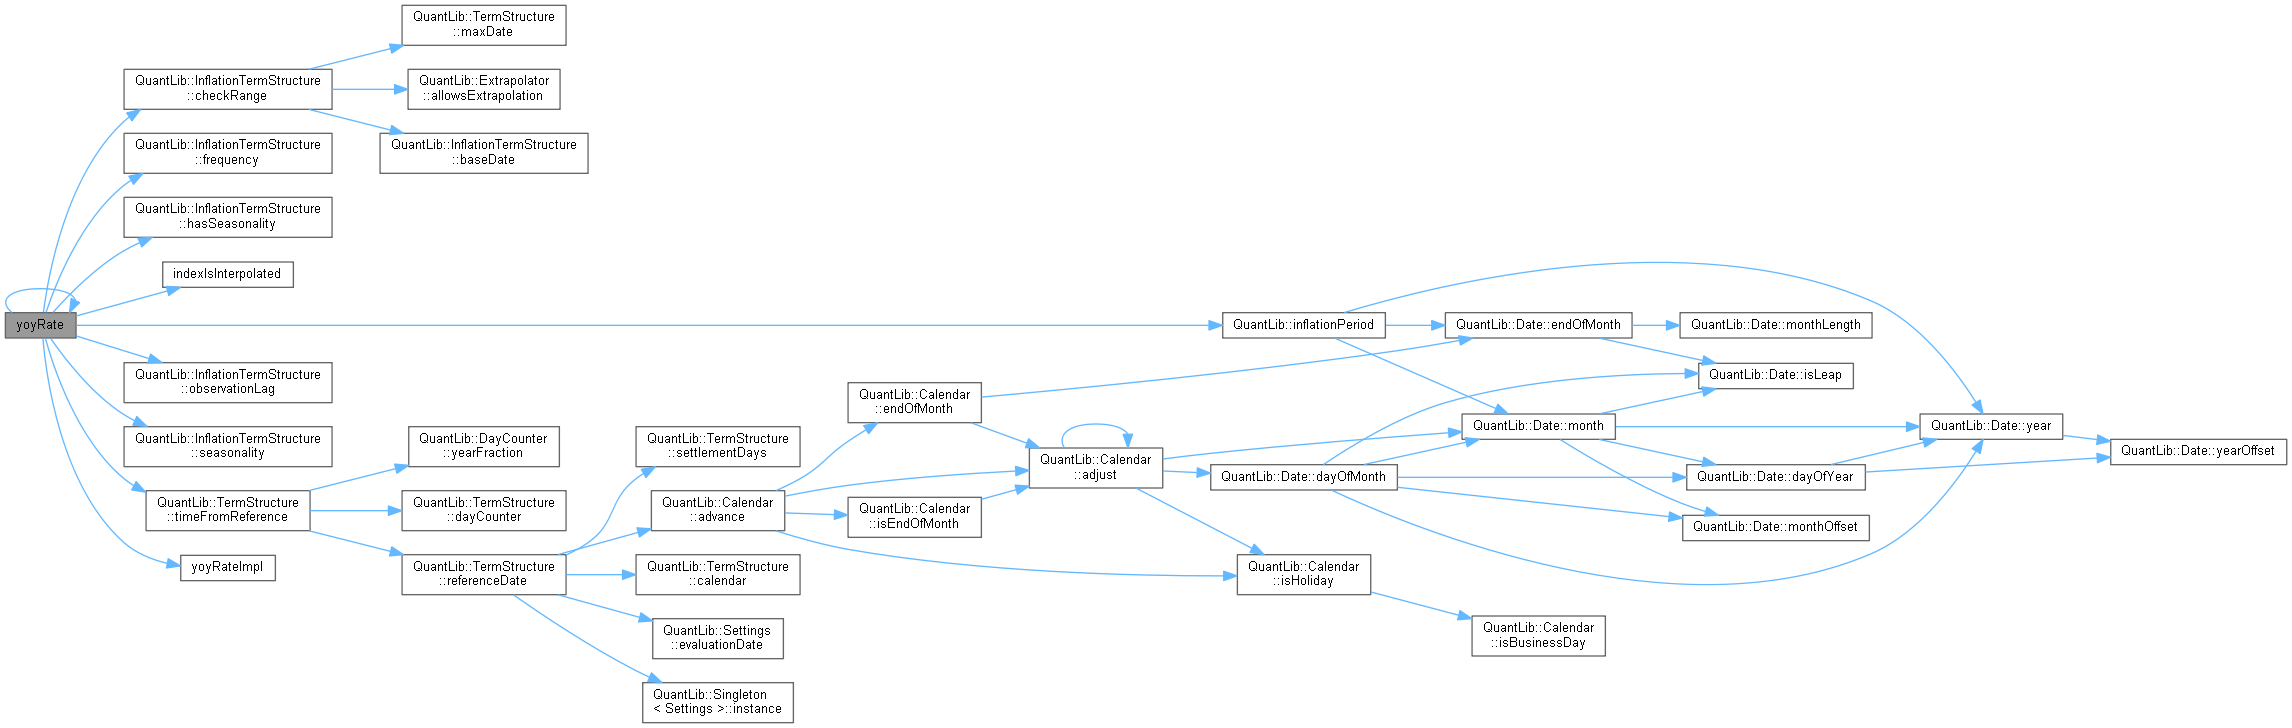 yoyRate
QuantLib::InflationTermStructure
::checkRange
QuantLib::TermStructure
::maxDate
QuantLib::Extrapolator
::allowsExtrapolation
QuantLib::InflationTermStructure
::baseDate
QuantLib::InflationTermStructure
::frequency
QuantLib::InflationTermStructure
::hasSeasonality
indexIsInterpolated
QuantLib::inflationPeriod
QuantLib::Date::endOfMonth
QuantLib::Date::monthLength
QuantLib::Date::isLeap
QuantLib::Date::month
QuantLib::Date::year
QuantLib::Date::yearOffset
QuantLib::Date::dayOfYear
QuantLib::Date::monthOffset
QuantLib::InflationTermStructure
::observationLag
QuantLib::InflationTermStructure
::seasonality
QuantLib::TermStructure
::timeFromReference
QuantLib::DayCounter
::yearFraction
QuantLib::TermStructure
::dayCounter
QuantLib::TermStructure
::referenceDate
QuantLib::TermStructure
::settlementDays
QuantLib::Calendar
::advance
QuantLib::Calendar
::endOfMonth
QuantLib::Calendar
::isEndOfMonth
QuantLib::Calendar
::adjust
QuantLib::Date::dayOfMonth
QuantLib::Calendar
::isHoliday
QuantLib::Calendar
::isBusinessDay
QuantLib::TermStructure
::calendar
QuantLib::Settings
::evaluationDate
QuantLib::Singleton
< Settings >::instance
yoyRateImpl